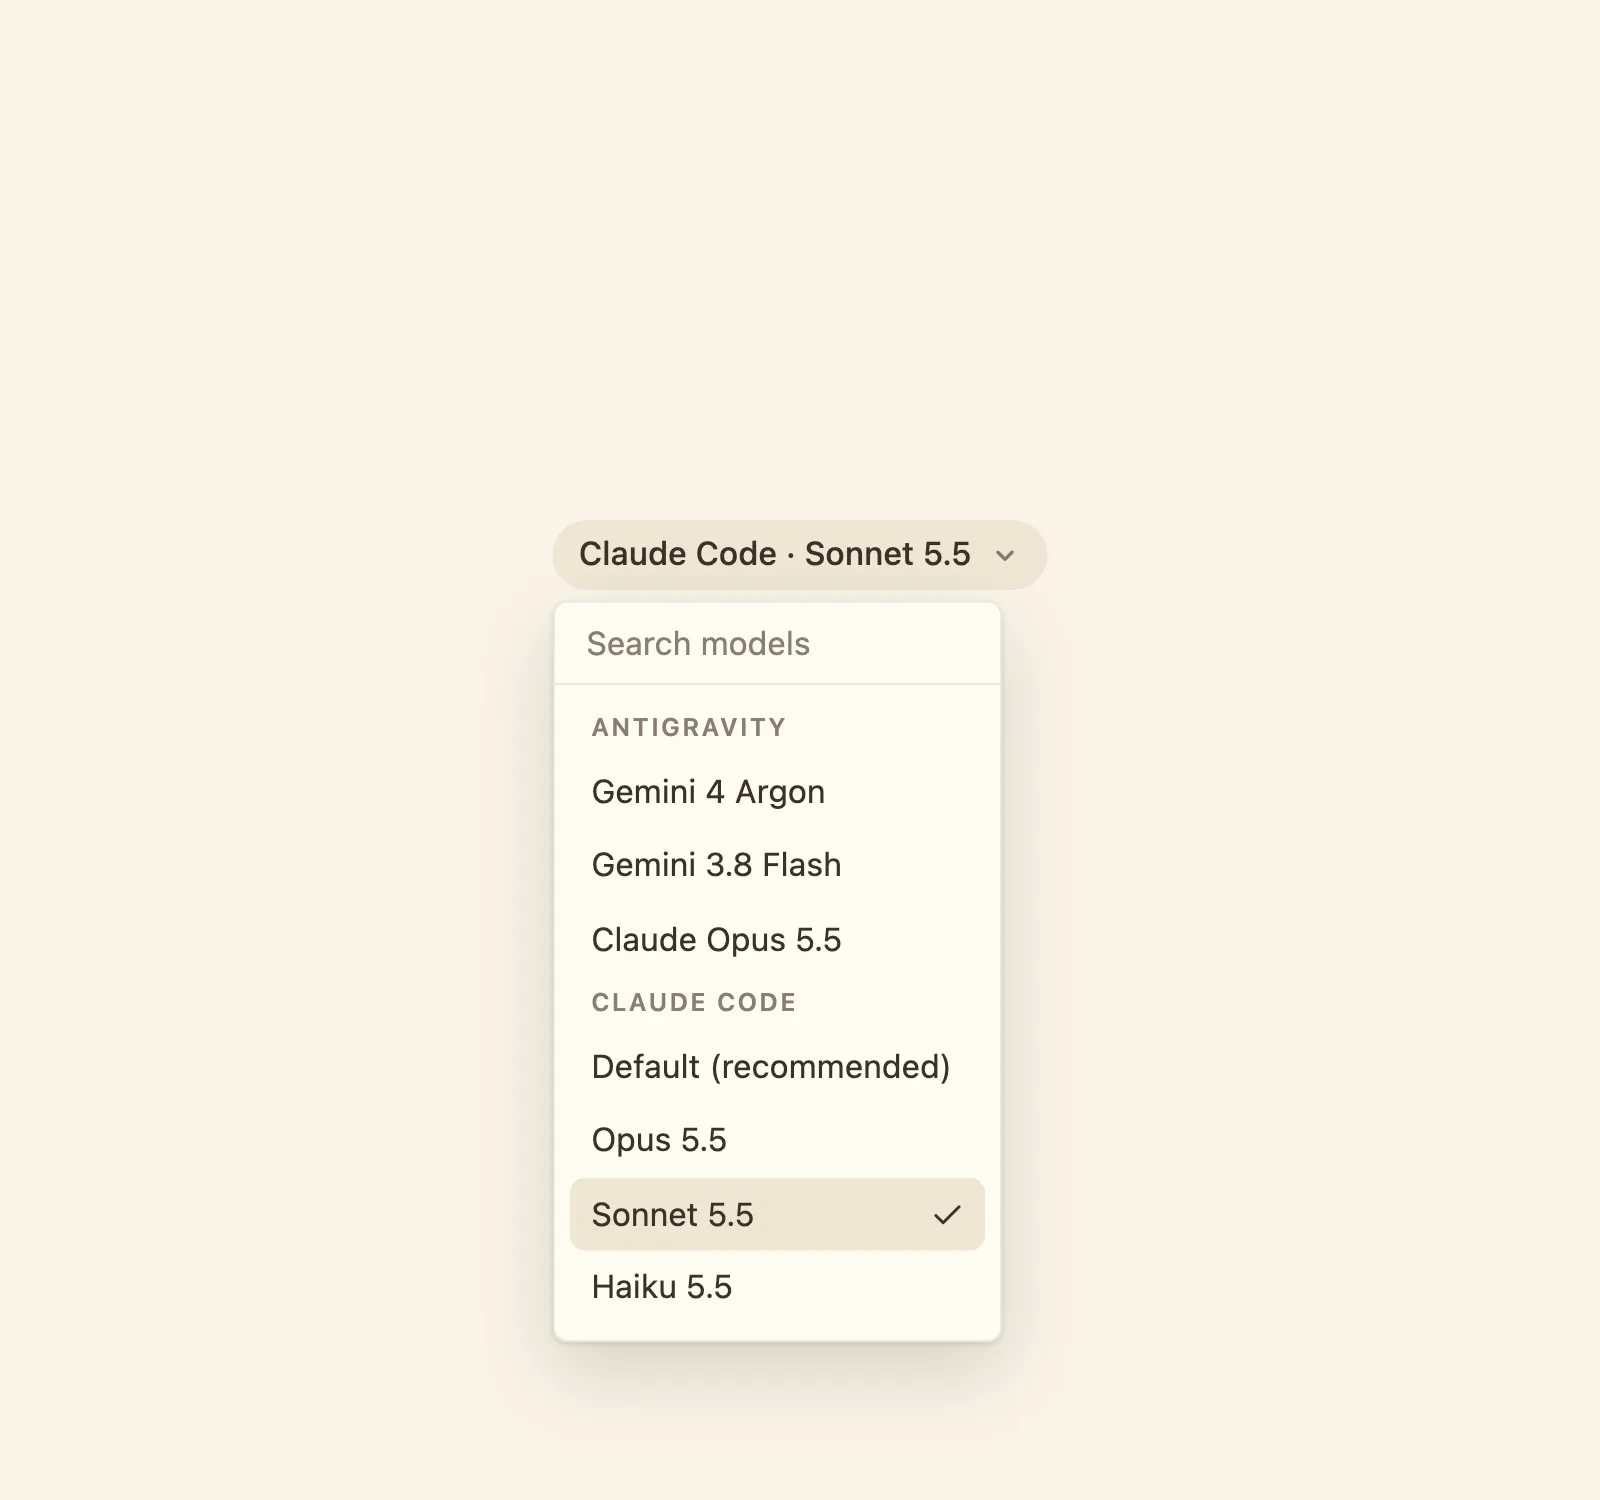 Claude Code · Sonnet 5.5
Search models
ANTIGRAVITY
Gemini 4 Argon
Gemini 3.8 Flash
Claude Opus 5.5
CLAUDE CODE
Default (recommended)
Opus 5.5
Sonnet 5.5
Haiku 5.5